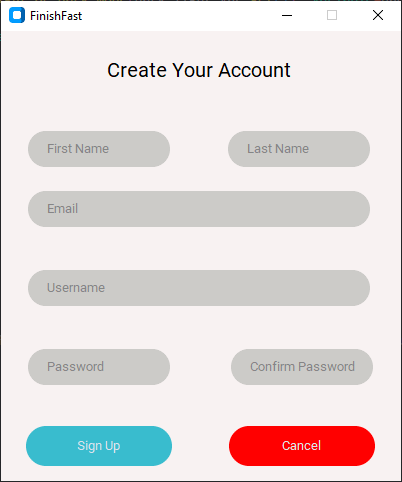 FinishFast
Create Your Account
First Name Last Name
Email
Username
Password Confirm Password
Sign Up Cancel